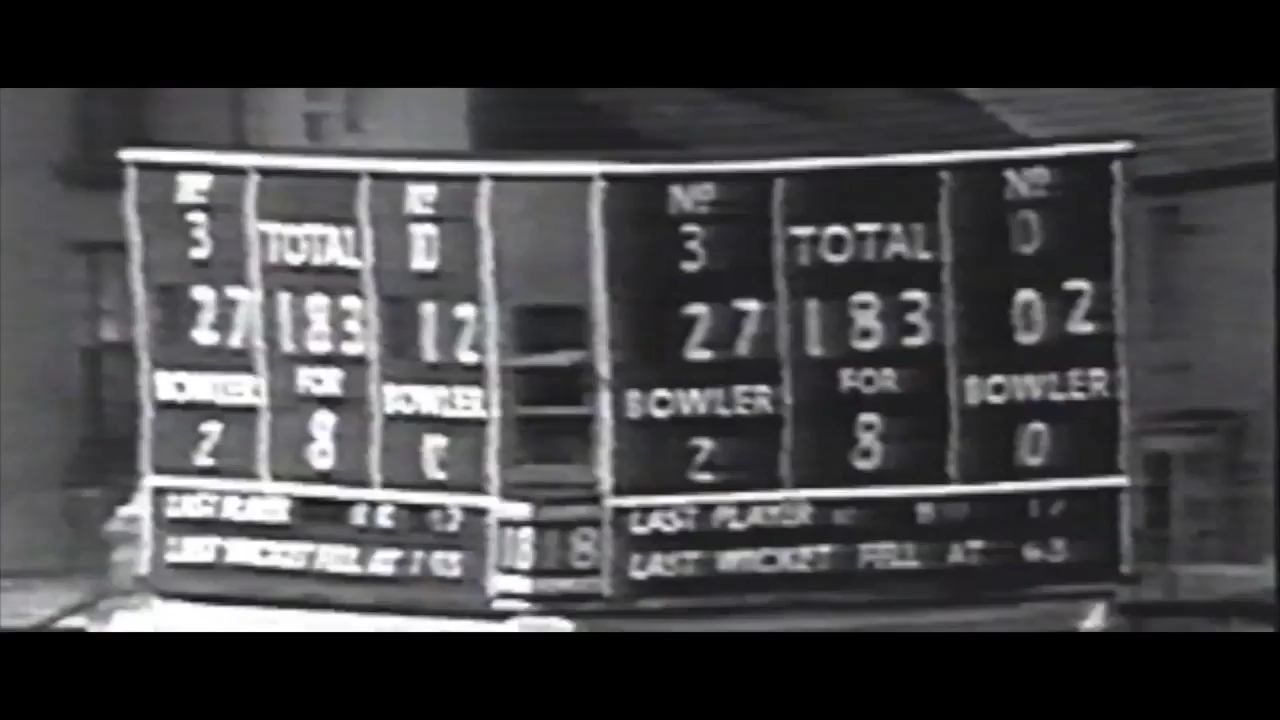 Nº Nº
3 TOTAL 10
27 183 12
BOWLER FOR BOWLER
2 8
LAST PLAYER
LAST WICKET FELL AT
18 18
Nº Nº
3 TOTAL 0
27 183 02
BOWLER FOR BOWLER
2 8 0
LAST PLAYER
LAST WICKET FELL AT